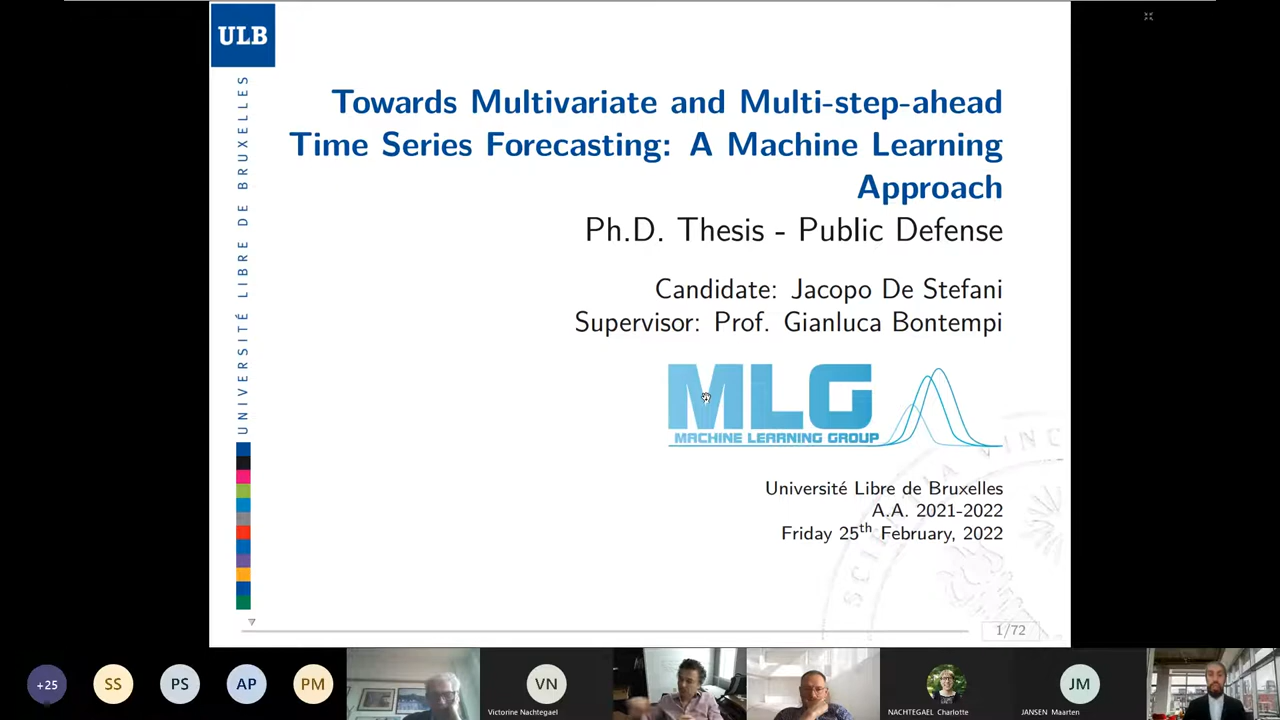 ULB
UNIVERSITÉ LIBRE DE BRUXELLES
Towards Multivariate and Multi-step-ahead
Time Series Forecasting: A Machine Learning
Approach
Ph.D. Thesis - Public Defense
Candidate: Jacopo De Stefani
Supervisor: Prof. Gianluca Bontempi
MLG
MACHINE LEARNING GROUP
Université Libre de Bruxelles
A.A. 2021-2022
Friday 25th February, 2022
SCIENTIA VINC
1/72
+25
SS
PS
AP
PM
VN
Victorine Nachtegael
NACHTEGAEL Charlotte
JM
JANSEN Maarten